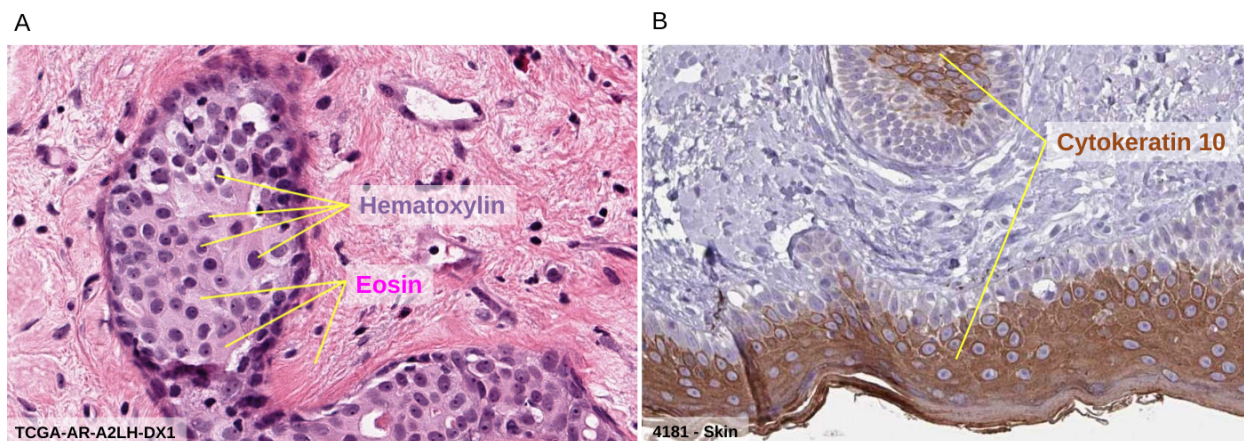 A
B
Hematoxylin
Eosin
Cytokeratin 10
TCGA-AR-A2LH-DX1
4181 - Skin